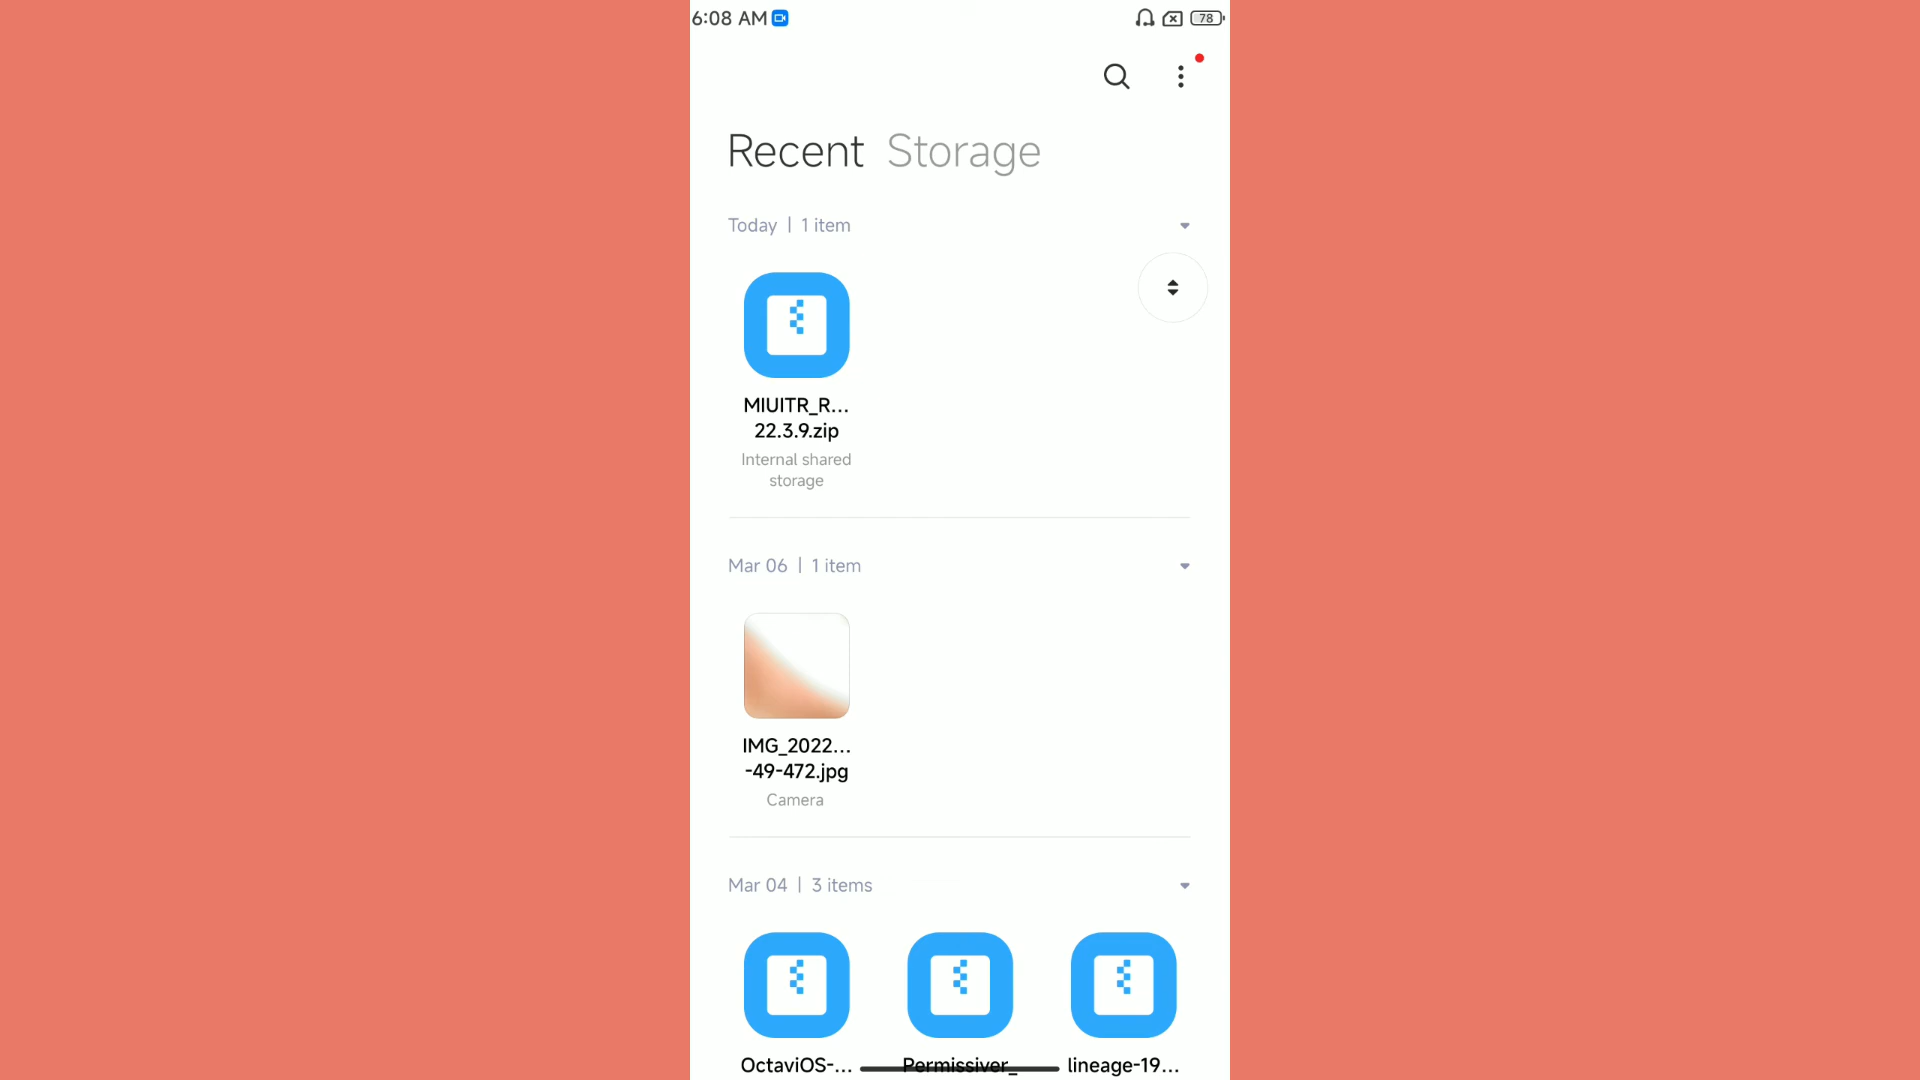 6:08 AM
78
Recent Storage
Today | 1 item
MIUITR_R...
22.3.9.zip
Internal shared
storage
Mar 06 | 1 item
IMG_2022...
-49-472.jpg
Camera
Mar 04 | 3 items
OctaviOS-... Permissiver_ lineage-19...